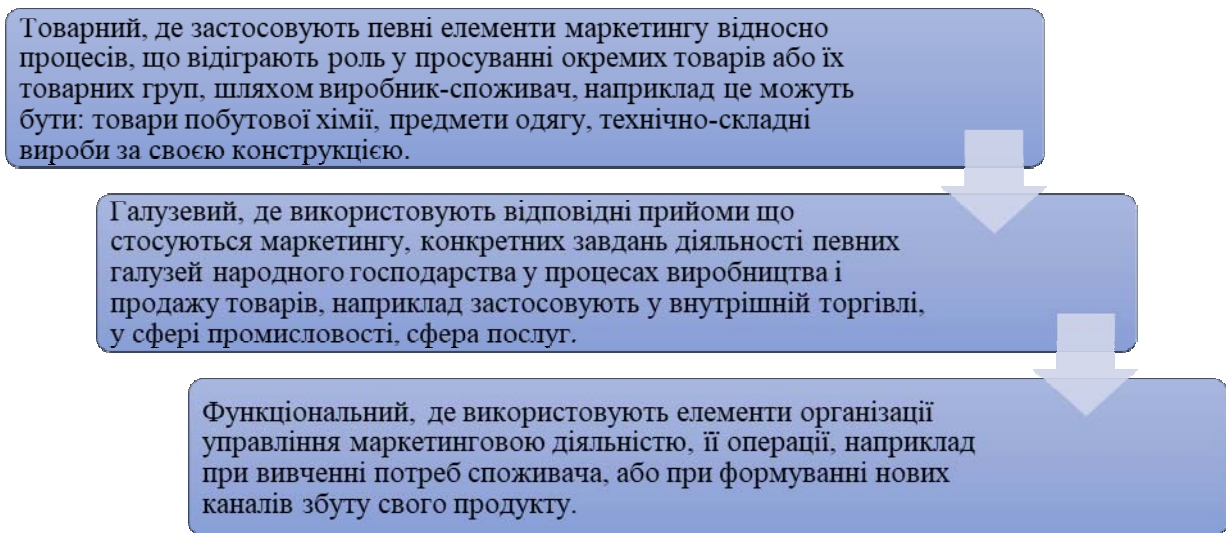 Товарний, де застосовують певні елементи маркетингу відносно
процесів, що відіграють роль у просуванні окремих товарів або їх
товарних груп, шляхом виробник-споживач, наприклад це можуть
бути: товари побутової хімії, предмети одягу, технічно-складні
вироби за своєю конструкцією.
Галузевий, де використовують відповідні прийоми що
стосуються маркетингу, конкретних завдань діяльності певних
галузей народного господарства у процесах виробництва і
продажу товарів, наприклад застосовують у внутрішній торгівлі,
у сфері промисловості, сфера послуг.
Функціональний, де використовують елементи організації
управління маркетинговою діяльністю, її операції, наприклад
при вивченні потреб споживача, або при формуванні нових
каналів збуту свого продукту.